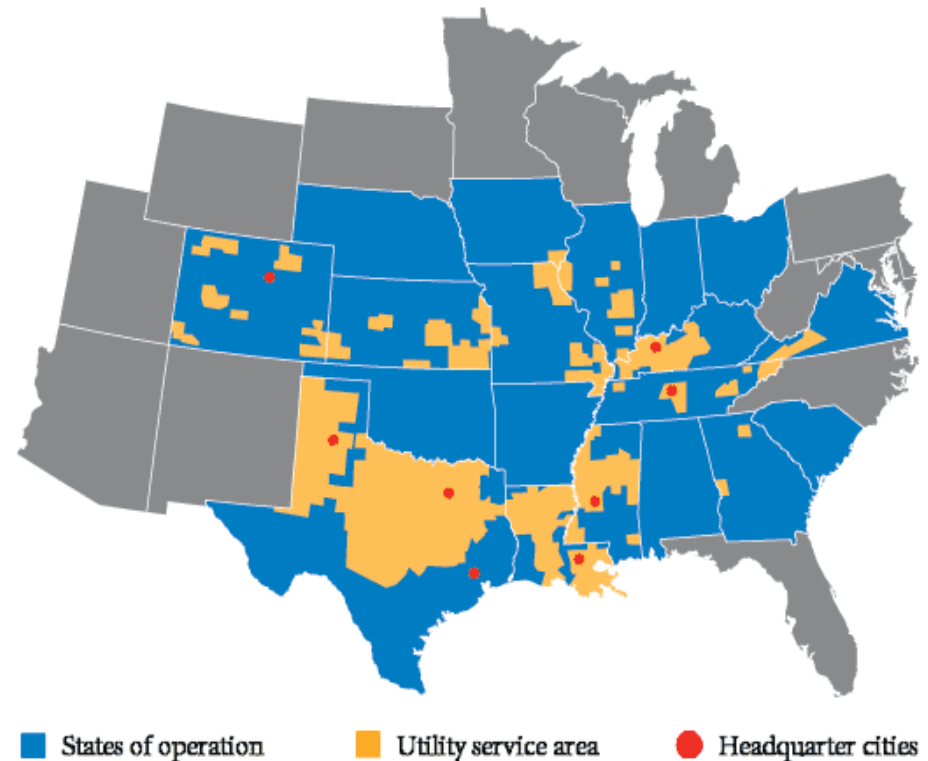 States of operation
Utility service area
Headquarter cities